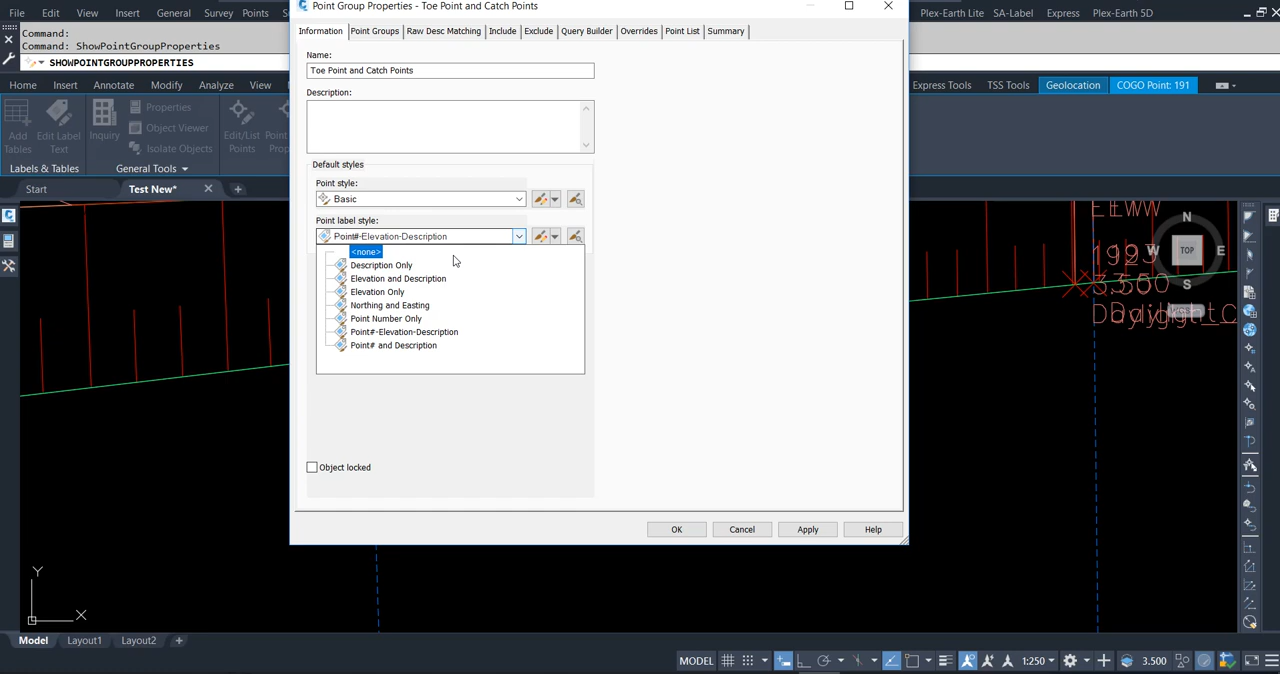 File Edit View Insert General Survey Points Plex-Earth Lite SA-Label Express Plex-Earth 5D
Point Group Properties - Toe Point and Catch Points
Command:
Command: ShowPointGroupProperties
SHOWPOINTGROUPPROPERTIES
Home Insert Annotate Modify Analyze View Express Tools TSS Tools Geolocation COGO Point: 191
Add Tables
Edit Label Text
Inquiry
Properties
Object Viewer
Isolate Objects
Edit/List Points
Point
Labels & Tables General Tools
Start Test New*
Information Point Groups Raw Desc Matching Include Exclude Query Builder Overrides Point List Summary
Name:
Toe Point and Catch Points
Description:
Default styles
Point style:
Basic
Point label style:
Point#-Elevation-Description
<none>
Description Only
Elevation and Description
Elevation Only
Northing and Easting
Point Number Only
Point#-Elevation-Description
Point# and Description
Object locked
OK Cancel Apply Help
N
W TOP E
S
Y
X
Model Layout1 Layout2
MODEL 1:250 3.500